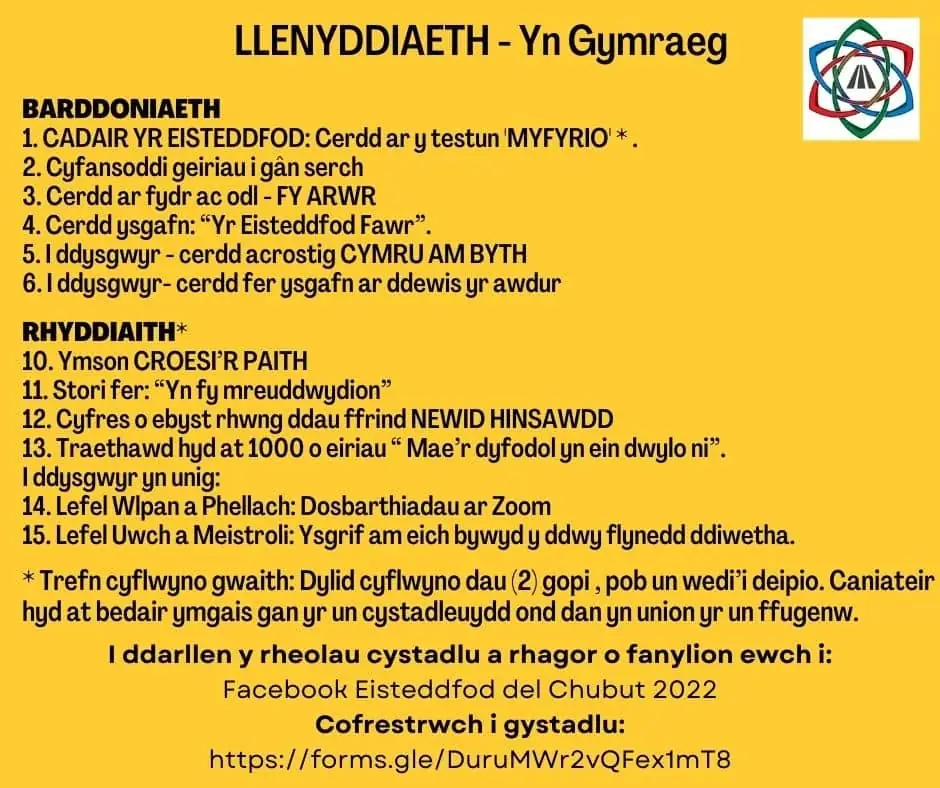 LLENYDDIAETH - Yn Gymraeg
BARDDONIAETH
1. CADAIR YR EISTEDDFOD: Cerdd ar y testun 'MYFYRIO' * .
2. Cyfansoddi geiriau i gân serch
3. Cerdd ar fydr ac odl - FY ARWR
4. Cerdd ysgafn: “Yr Eisteddfod Fawr”.
5. I ddysgwyr - cerdd acrostig CYMRU AM BYTH
6. I ddysgwyr- cerdd fer ysgafn ar ddewis yr awdur
RHYDDIAITH*
10. Ymson CROESI’R PAITH
11. Stori fer: “Yn fy mreuddwydion”
12. Cyfres o ebyst rhwng ddau ffrind NEWID HINSAWDD
13. Traethawd hyd at 1000 o eiriau “ Mae’r dyfodol yn ein dwylo ni”.
I ddysgwyr yn unig:
14. Lefel Wlpan a Phellach: Dosbarthiadau ar Zoom
15. Lefel Uwch a Meistroli: Ysgrif am eich bywyd y ddwy flynedd ddiwetha.
* Trefn cyflwyno gwaith: Dylid cyflwyno dau (2) gopi , pob un wedi’i deipio. Caniateir
hyd at bedair ymgais gan yr un cystadleuydd ond dan yn union yr un ffugenw.
I ddarllen y rheolau cystadlu a rhagor o fanylion ewch i:
Facebook Eisteddfod del Chubut 2022
Cofrestrwch i gystadlu:
https://forms.gle/DuruMWr2vQFex1mT8